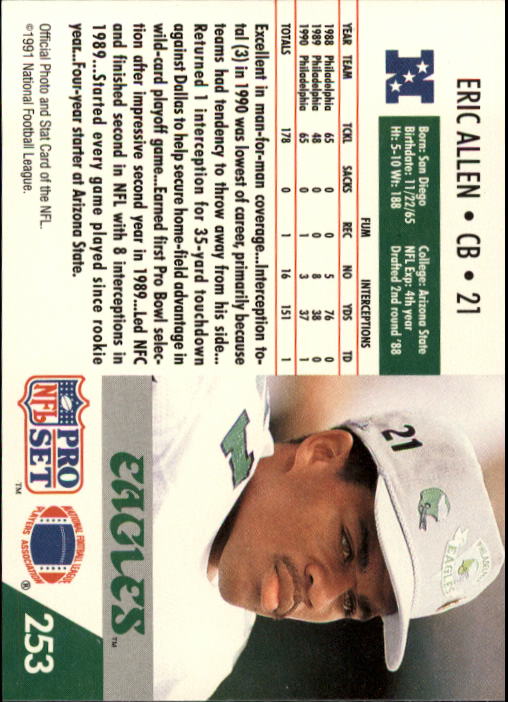 ERIC ALLEN • CB • 21
Born: San Diego
Birthdate: 11/22/65
Ht: 5-10 Wt: 188
College: Arizona State
NFL Exp: 4th year
Drafted 2nd round '88
FUM INTERCEPTIONS
YEAR TEAM TCKL SACKS REC NO YDS TD
1988 Philadelphia 65 0 0 5 76 0
1989 Philadelphia 48 0 0 8 38 0
1990 Philadelphia 65 0 1 3 37 1
TOTALS 178 0 1 16 151 1
Excellent in man-for-man coverage...Interception to-
tal (3) in 1990 was lowest of career, primarily because
teams had tendency to throw away from his side...
Returned 1 interception for 35-yard touchdown
against Dallas to help secure home-field advantage in
wild-card playoff game...Earned first Pro Bowl selec-
tion after impressive second year in 1989...Led NFC
and finished second in NFL with 8 interceptions in
1989...Started every game played since rookie
year...Four-year starter at Arizona State.
Official Photo and Stat Card of the NFL.
©1991 National Football League.
21
PHILADELPHIA
EAGLES
EAGLES™
PRO
NFL
SET
™
NATIONAL FOOTBALL LEAGUE
PLAYERS ASSOCIATION
®
253